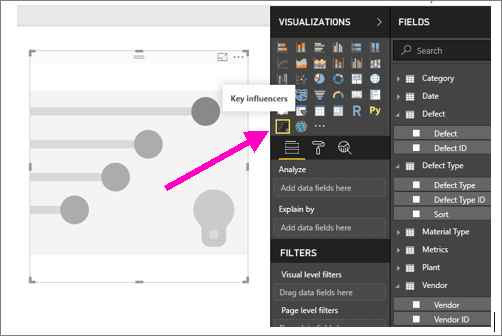 VISUALIZATIONS
FIELDS
Search
Key influencers
R
Py
Category
Date
Defect
Defect
Defect ID
Defect Type
Defect Type
Defect Type ID
Sort
Material Type
Metrics
Plant
Vendor
Vendor
Vendor ID
Analyze
Add data fields here
Explain by
Add data fields here
FILTERS
Visual level filters
Drag data fields here
Page level filters